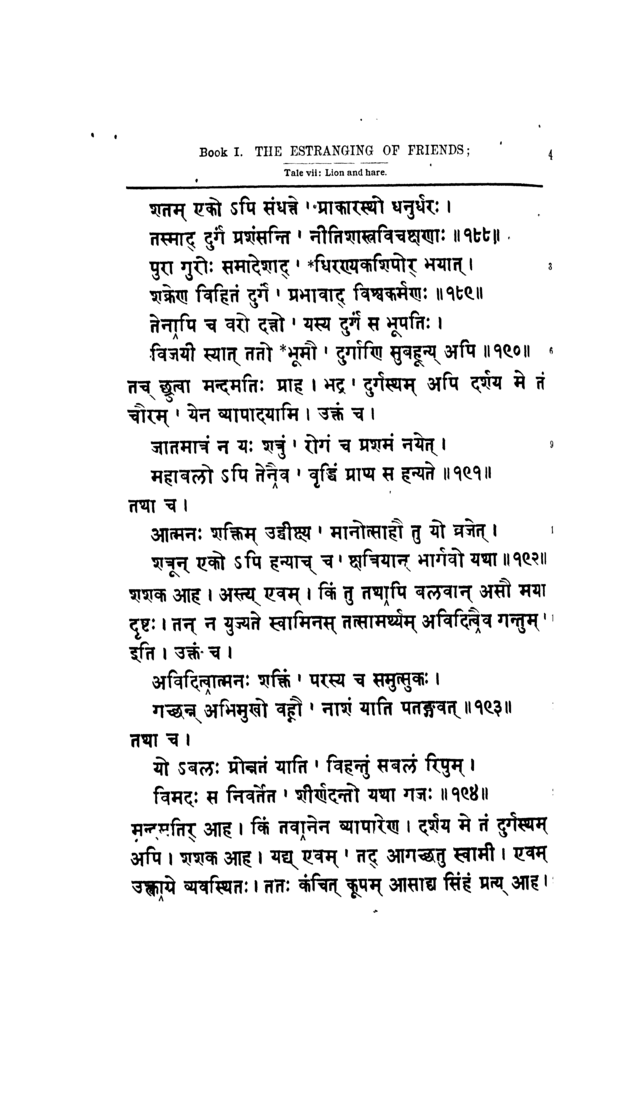 Book I. THE ESTRANGING OF FRIENDS; 4
Tale vii: Lion and hare.
शतम् एको ऽपि संधत्ते ' प्राकारस्थो धनुर्धरः ।
तस्माद् दुर्गं प्रशंसन्ति ' नीतिशास्त्रविचक्षणाः ॥१८८॥
पुरा गुरोः समादेशाद् ' *धिरण्यकशिपोर् भयात् । 3
शक्रेण विहितं दुर्गं ' प्रभावाद् विश्वकर्मणः ॥१८९॥
तेनापि च वरो दत्तो ' यस्य दुर्गं स भूपतिः ।
विजयी स्यात् ततो *भूमौ ' दुर्गाणि सुबहून्य् अपि ॥१९०॥ 6
तच् छ्रुत्वा मन्दमतिः प्राह । भद्र ' दुर्गस्थम् अपि दर्शय मे तं
चौरम् ' येन व्यापादयामि । उक्तं च ।
जातमात्रं न यः शत्रुं ' रोगं च प्रशमं नयेत् । 9
महाबलो ऽपि तेनैव ' वृद्धिं प्राप्य स हन्यते ॥१९१॥
तथा च ।
आत्मनः शक्तिम् उद्वीक्ष्य ' मानोत्साहौ तु यो व्रजेत् । 1
शत्रून् एको ऽपि हन्याच् च ' क्षत्रियान् भार्गवो यथा ॥१९२॥
शशक आह । अस्त्य् एवम् । किं तु तथापि बलवान् असौ मया
दृष्टः । तन् न युज्यते स्वामिनस् तत्सामर्थ्यम् अविदित्वैव गन्तुम् '
इति । उक्तं च ।
अविदित्वात्मनः शक्तिं ' परस्य च समुत्सुकः ।
गच्छन्न् अभिमुखो वह्नौ ' नाशं याति पतङ्गवत् ॥१९३॥
तथा च ।
यो ऽबलः प्रोन्नतं याति ' विहन्तुं सबलं रिपुम् ।
विमदः स निवर्तेत ' शीर्णदन्तो यथा गजः ॥१९४॥
मन्दमतिर् आह । किं तवानेन व्यापारेण । दर्शय मे तं दुर्गस्थम्
अपि । शशक आह । यद्य् एवम् ' तद् आगच्छतु स्वामी । एवम्
उक्त्वाग्रे व्यवस्थितः । ततः कंचित् कूपम् आसाद्य सिंहं प्रत्य् आह ।